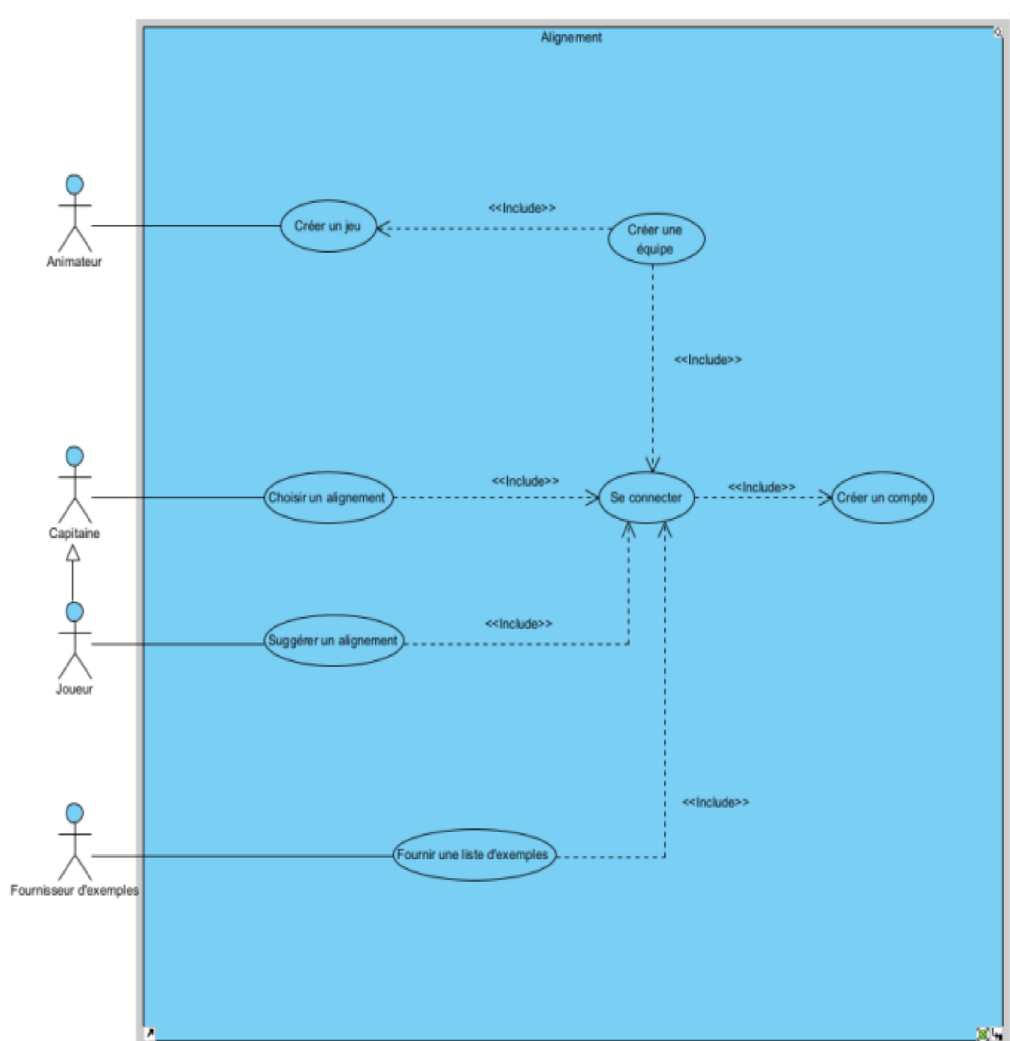 Alignement
<<Include>>
Créer un jeu
Créer une
équipe
Animateur
<<Include>>
<<Include>>
<<Include>>
Choisir un alignement
Se connecter
Créer un compte
Capitaine
<<Include>>
Suggérer un alignement
Joueur
<<Include>>
Fournir une liste d'exemples
Fournisseur d'exemples